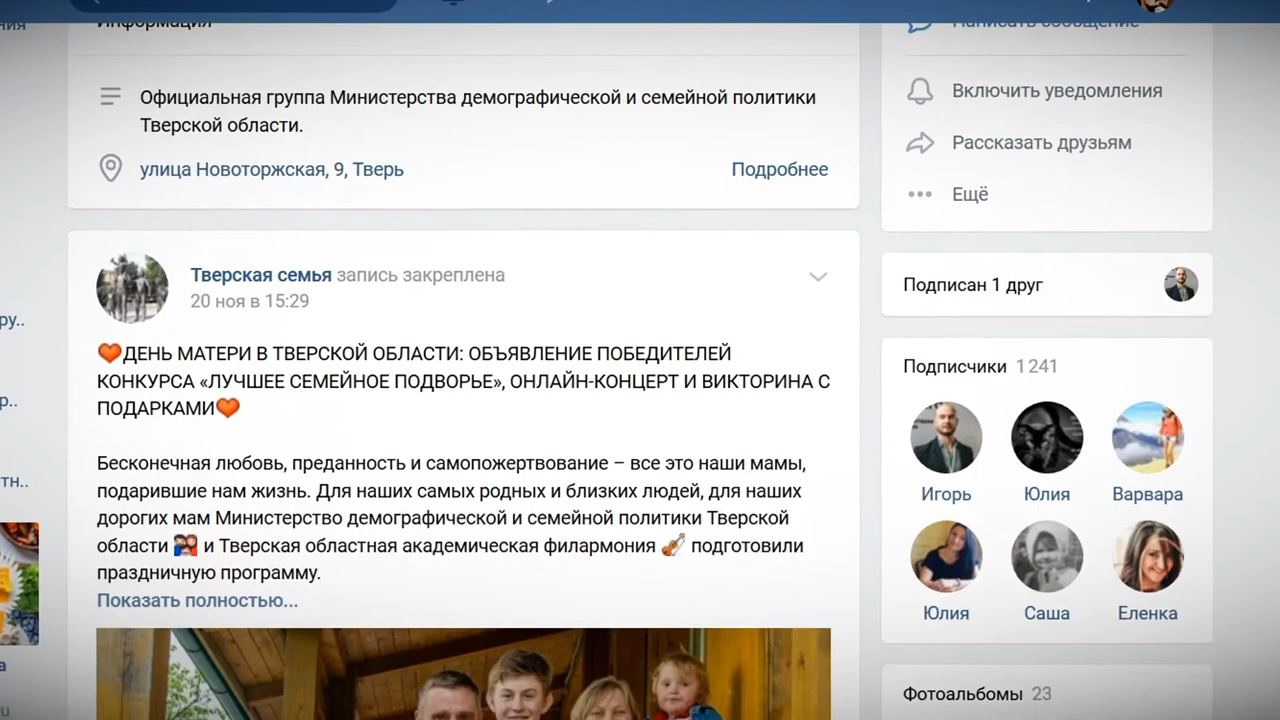 Информация
Официальная группа Министерства демографической и семейной политики
Тверской области.
улица Новоторжская, 9, Тверь
Подробнее
Тверская семья запись закреплена
20 ноя в 15:29
❤ДЕНЬ МАТЕРИ В ТВЕРСКОЙ ОБЛАСТИ: ОБЪЯВЛЕНИЕ ПОБЕДИТЕЛЕЙ
КОНКУРСА «ЛУЧШЕЕ СЕМЕЙНОЕ ПОДВОРЬЕ», ОНЛАЙН-КОНЦЕРТ И ВИКТОРИНА С
ПОДАРКАМИ❤
Бесконечная любовь, преданность и самопожертвование – все это наши мамы,
подарившие нам жизнь. Для наших самых родных и близких людей, для наших
дорогих мам Министерство демографической и семейной политики Тверской
области 👫 и Тверская областная академическая филармония 🎻 подготовили
праздничную программу.
Показать полностью...
Написать сообщение
Включить уведомления
Рассказать друзьям
Ещё
Подписан 1 друг
Подписчики 1 241
Игорь
Юлия
Варвара
Юлия
Саша
Еленка
Фотоальбомы 23
ру..
р..
тн..